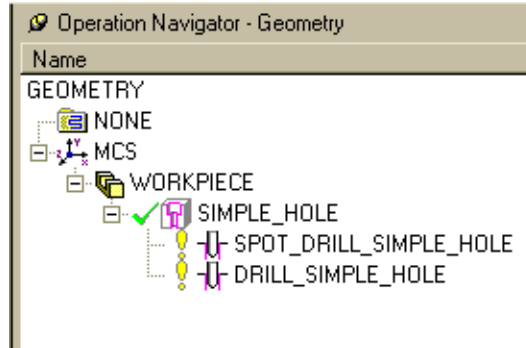 Operation Navigator - Geometry
Name
GEOMETRY
NONE
MCS
WORKPIECE
SIMPLE_HOLE
SPOT_DRILL_SIMPLE_HOLE
DRILL_SIMPLE_HOLE